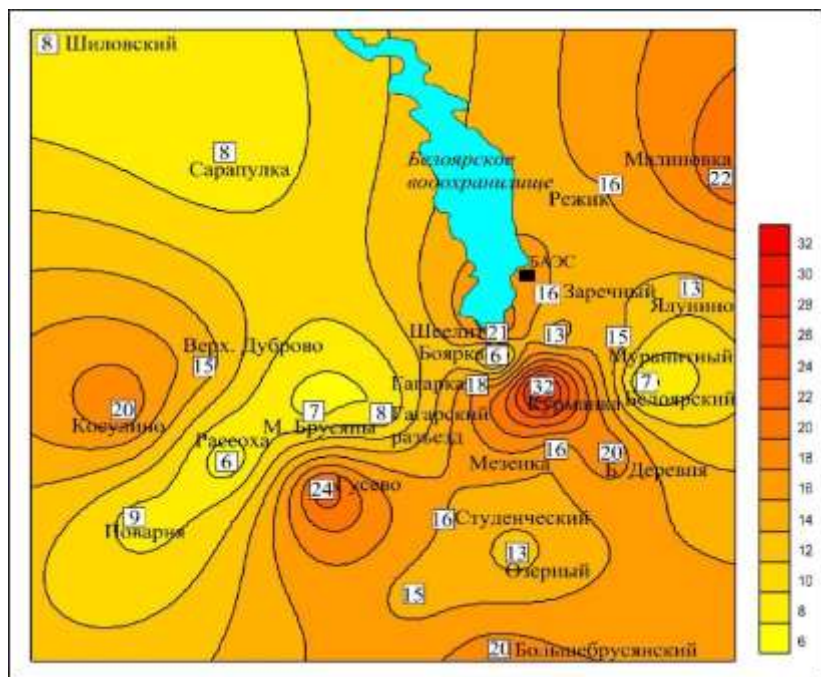 8 Шиловский
8
Сарапулка
Белоярское
водохранилище
Малиновка
22
16
Режик
БАЭС
16 Заречный
13
Ялунино
Шеелит 21
13
15
Боярка 6
Мурзинтный
Верх. Дуброво
15
Гагарка 18
32
Курманка
7
Белоярский
20
Косулино
7
М. Брусяны
8
Гагарский
разъезд
Рассоха
6
Мезенка
16
20
Б. Деревня
24 Гусево
9
Поварня
16 Студенческий
13
Озерный
15
20 Большебрусянский
32
30
28
26
24
22
20
18
16
14
12
10
8
6